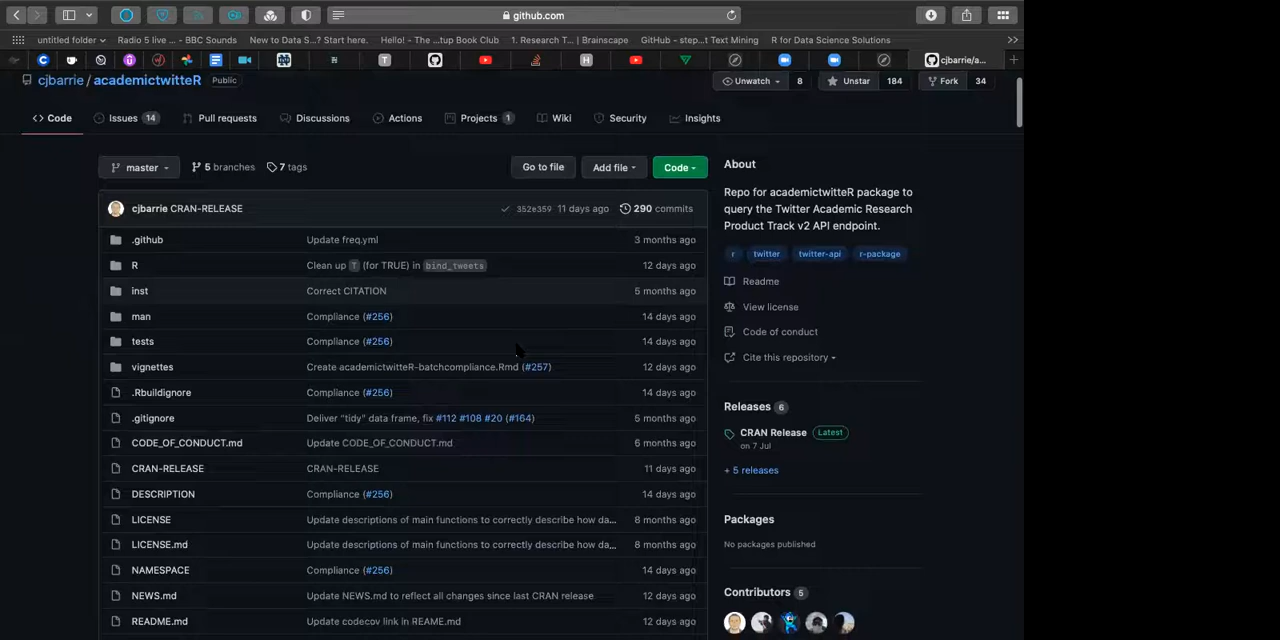 github.com
untitled folder Radio 5 live ... - BBC Sounds New to Data S...? Start here. Hello! - The ...tup Book Club 1. Research T... | Brainscape GitHub - step...t Text Mining R for Data Science Solutions
cjbarrie/a...
cjbarrie / academictwitteR Public Unwatch 8 Unstar 184 Fork 34
Code Issues 14 Pull requests Discussions Actions Projects 1 Wiki Security Insights
master 5 branches 7 tags Go to file Add file Code
cjbarrie CRAN-RELEASE 352e359 11 days ago 290 commits
.github Update freq.yml 3 months ago
R Clean up T (for TRUE) in bind_tweets 12 days ago
inst Correct CITATION 5 months ago
man Compliance (#256) 14 days ago
tests Compliance (#256) 14 days ago
vignettes Create academictwitteR-batchcompliance.Rmd (#257) 12 days ago
.Rbuildignore Compliance (#256) 14 days ago
.gitignore Deliver "tidy" data frame, fix #112 #108 #20 (#164) 5 months ago
CODE_OF_CONDUCT.md Update CODE_OF_CONDUCT.md 6 months ago
CRAN-RELEASE CRAN-RELEASE 11 days ago
DESCRIPTION Compliance (#256) 14 days ago
LICENSE Update descriptions of main functions to correctly describe how da... 8 months ago
LICENSE.md Update descriptions of main functions to correctly describe how da... 8 months ago
NAMESPACE Compliance (#256) 14 days ago
NEWS.md Update NEWS.md to reflect all changes since last CRAN release 12 days ago
README.md Update codecov link in REAME.md 12 days ago
About
Repo for academictwitteR package to
query the Twitter Academic Research
Product Track v2 API endpoint.
r twitter twitter-api r-package
Readme
View license
Code of conduct
Cite this repository
Releases 6
CRAN Release Latest
on 7 Jul
+ 5 releases
Packages
No packages published
Contributors 5